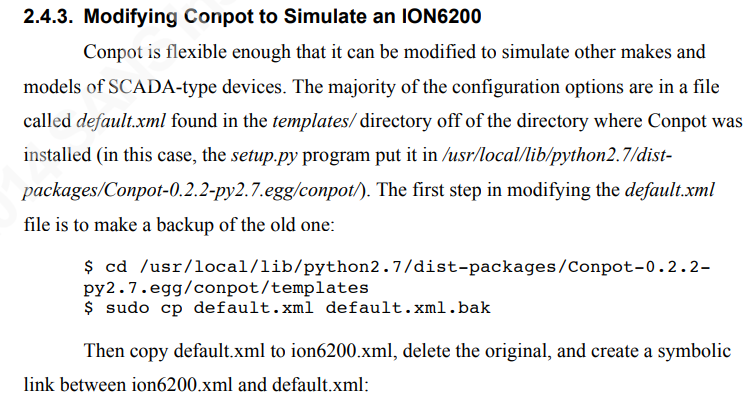 2.4.3. Modifying Conpot to Simulate an ION6200
Conpot is flexible enough that it can be modified to simulate other makes and
models of SCADA-type devices. The majority of the configuration options are in a file
called default.xml found in the templates/ directory off of the directory where Conpot was
installed (in this case, the setup.py program put it in /usr/local/lib/python2.7/dist-
packages/Conpot-0.2.2-py2.7.egg/conpot/). The first step in modifying the default.xml
file is to make a backup of the old one:
$ cd /usr/local/lib/python2.7/dist-packages/Conpot-0.2.2-
py2.7.egg/conpot/templates
$ sudo cp default.xml default.xml.bak
Then copy default.xml to ion6200.xml, delete the original, and create a symbolic
link between ion6200.xml and default.xml: